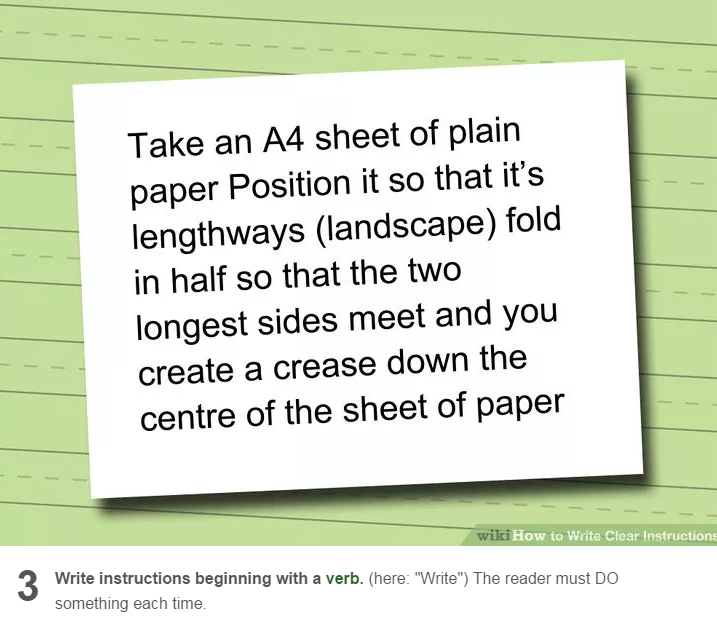 Take an A4 sheet of plain
paper Position it so that it’s
lengthways (landscape) fold
in half so that the two
longest sides meet and you
create a crease down the
centre of the sheet of paper
wikiHow to Write Clear Instructions
3
Write instructions beginning with a verb. (here: "Write") The reader must DO
something each time.